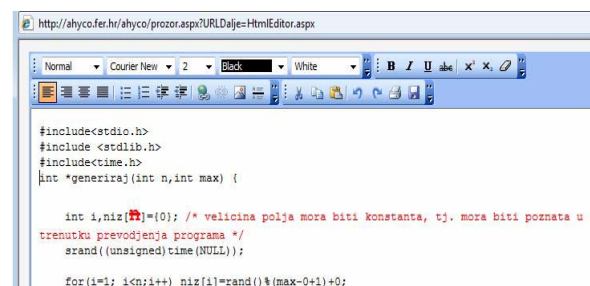 http://ahyco.fer.hr/ahyco/prozor.aspx?URLDalje=HtmlEditor.aspx
Normal Courier New 2 Black White B I U abc x² x₂
#include<stdio.h>
#include <stdlib.h>
#include<time.h>
int *generiraj(int n,int max) {
int i,niz[n]={0}; /* velicina polja mora biti konstanta, tj. mora biti poznata u
trenutku prevodjenja programa */
srand((unsigned)time(NULL));
for(i=1; i<n;i++) niz[i]=rand()%(max-0+1)+0;